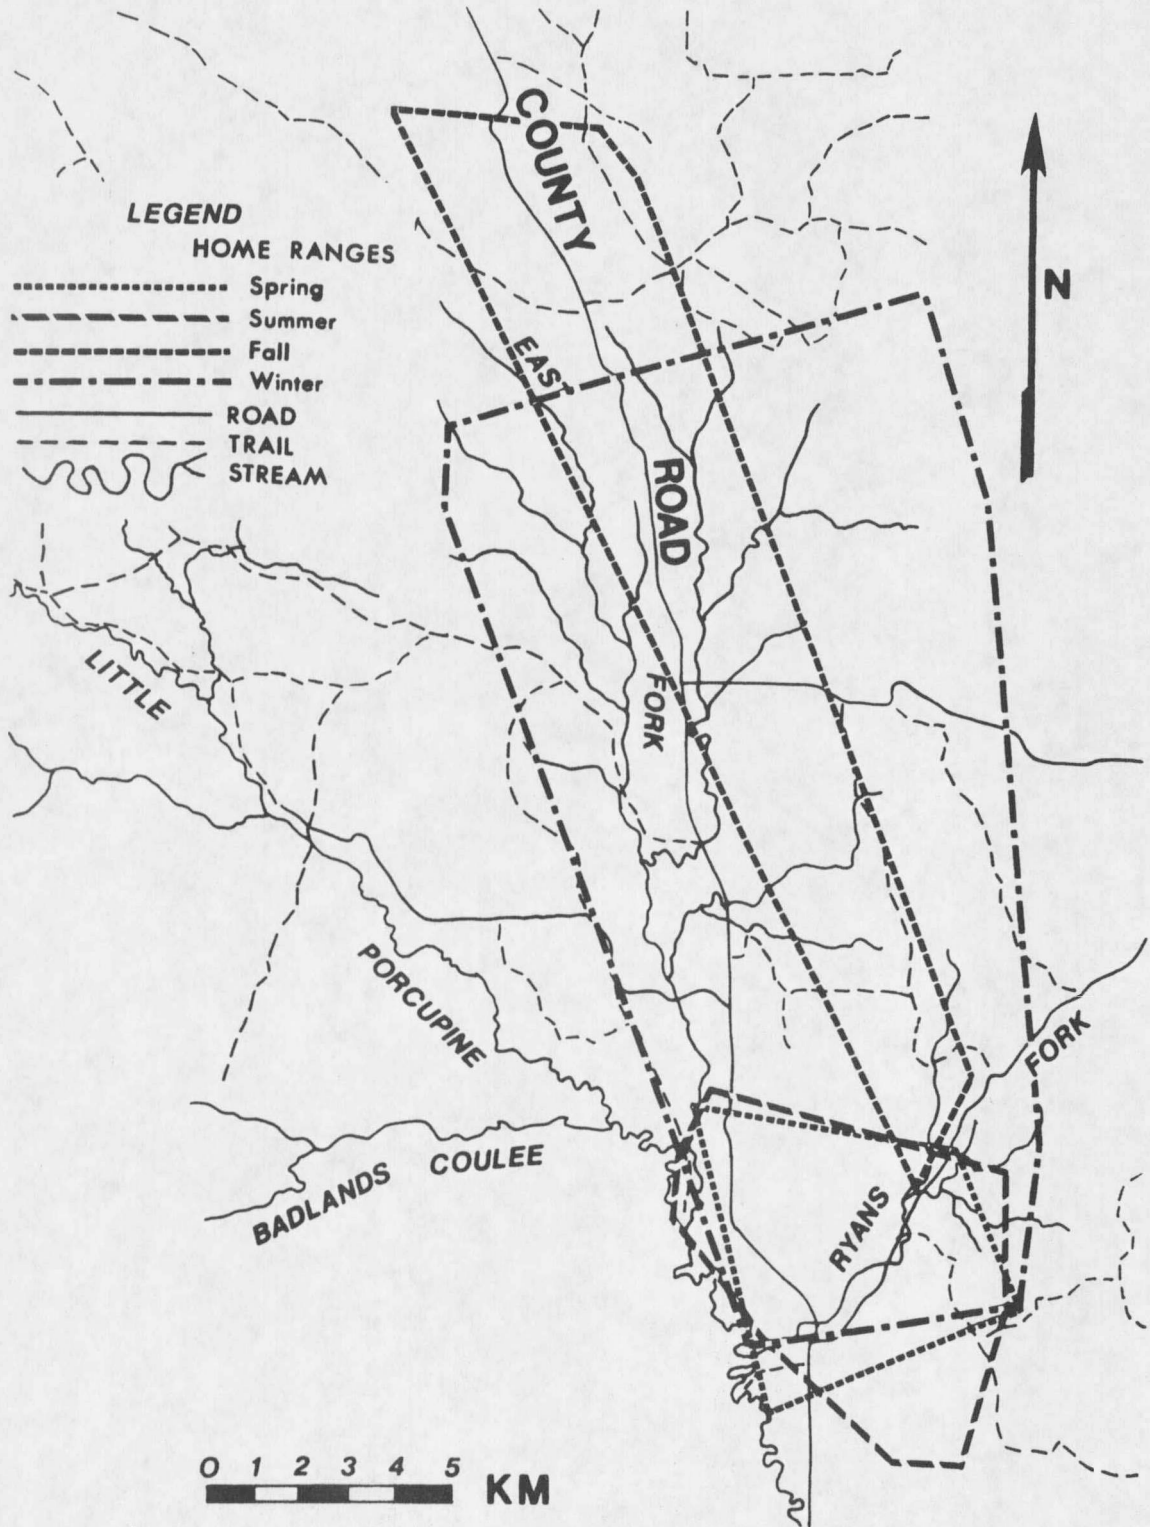 COUNTY
LEGEND
HOME RANGES
Spring
Summer
Fall
Winter
ROAD
TRAIL
STREAM
N
EAST
ROAD
LITTLE
FORK
PORCUPINE
FORK
BADLANDS COULEE
RYANS
0 1 2 3 4 5 KM